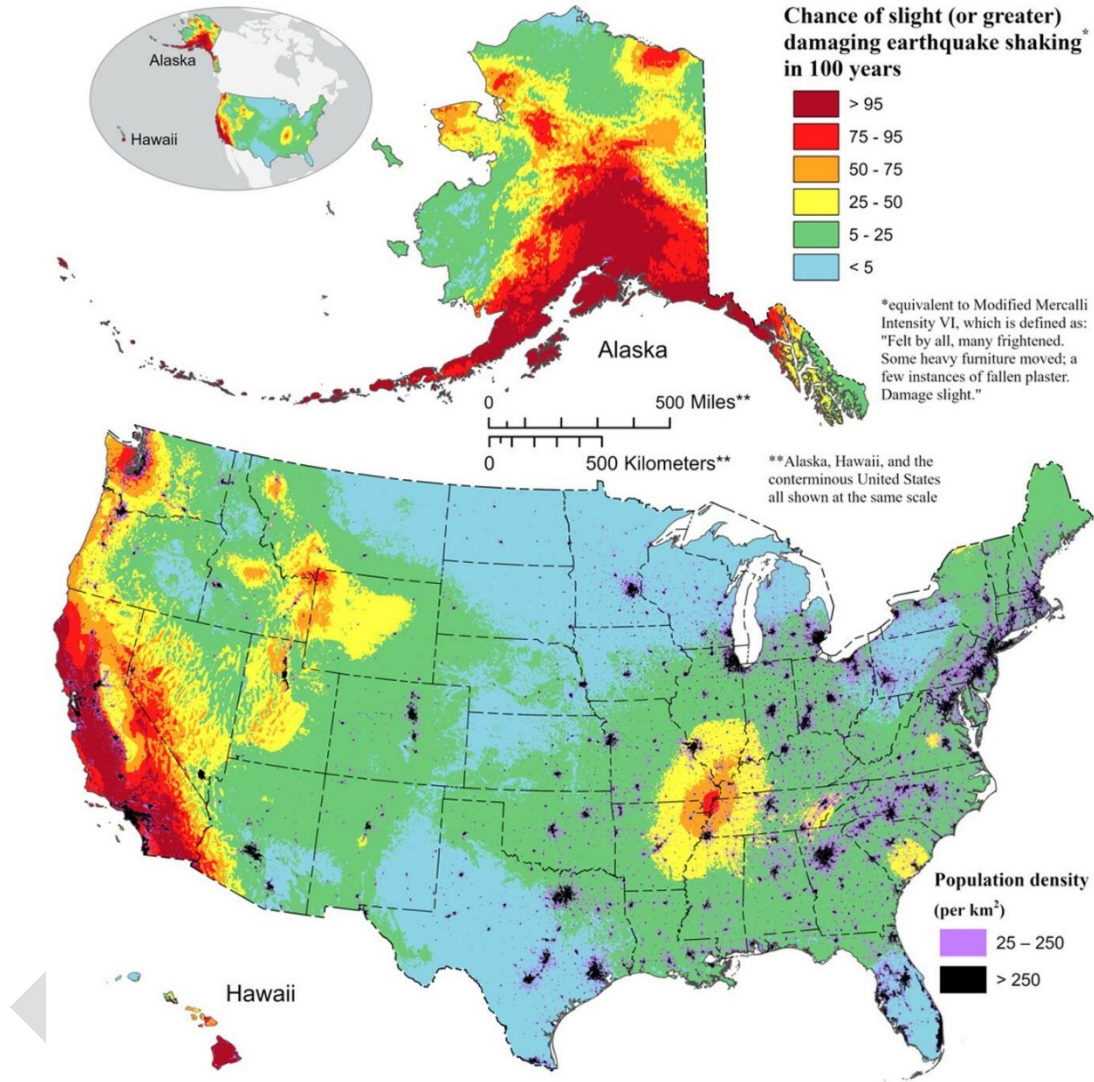 Chance of slight (or greater)
damaging earthquake shaking*
in 100 years
> 95
75 - 95
50 - 75
25 - 50
5 - 25
< 5
Alaska
Hawaii
*equivalent to Modified Mercalli
Intensity VI, which is defined as:
"Felt by all, many frightened.
Some heavy furniture moved; a
few instances of fallen plaster.
Damage slight."
Alaska
0 500 Miles**
0 500 Kilometers**
**Alaska, Hawaii, and the
conterminous United States
all shown at the same scale
Population density
(per km²)
25 – 250
> 250
Hawaii